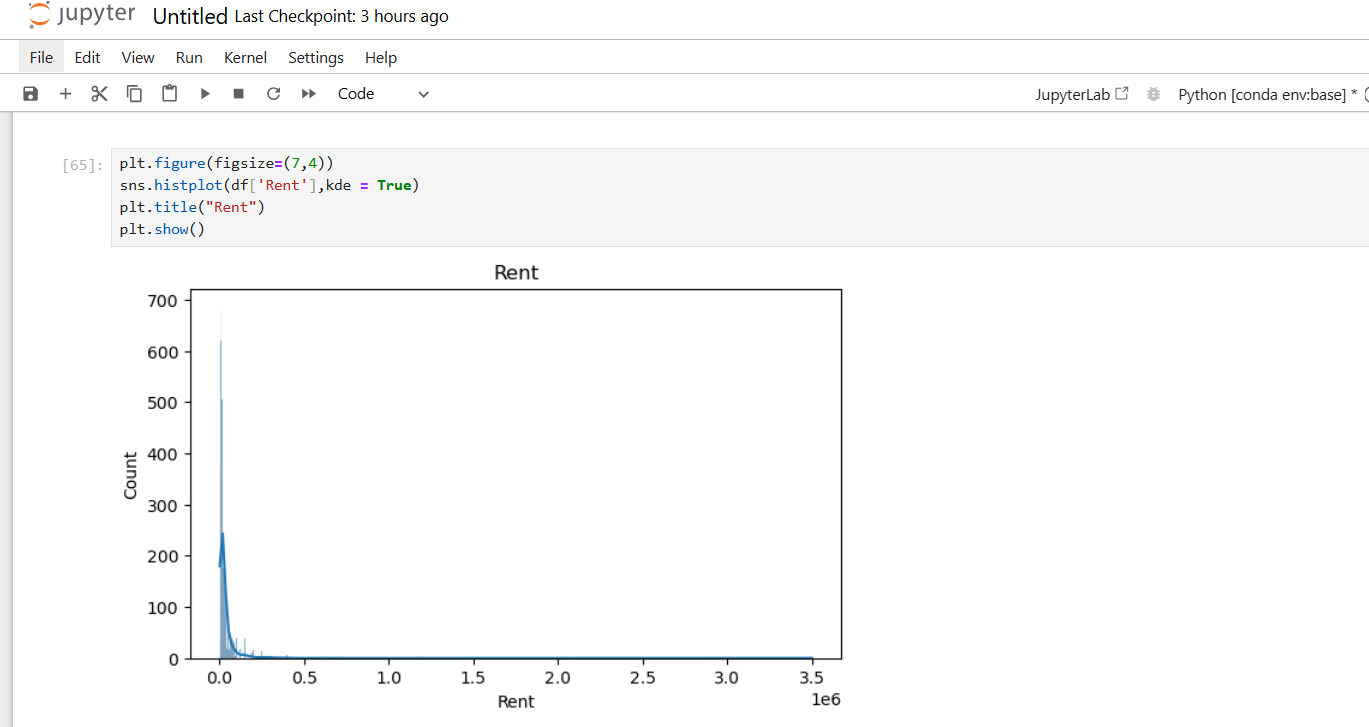 jupyter Untitled Last Checkpoint: 3 hours ago
File Edit View Run Kernel Settings Help
Code JupyterLab Python [conda env:base] *
[65]: plt.figure(figsize=(7,4))
sns.histplot(df['Rent'],kde = True)
plt.title("Rent")
plt.show()
Rent
700
600
500
400
300
200
100
0
Count
0.0 0.5 1.0 1.5 2.0 2.5 3.0 3.5
1e6
Rent